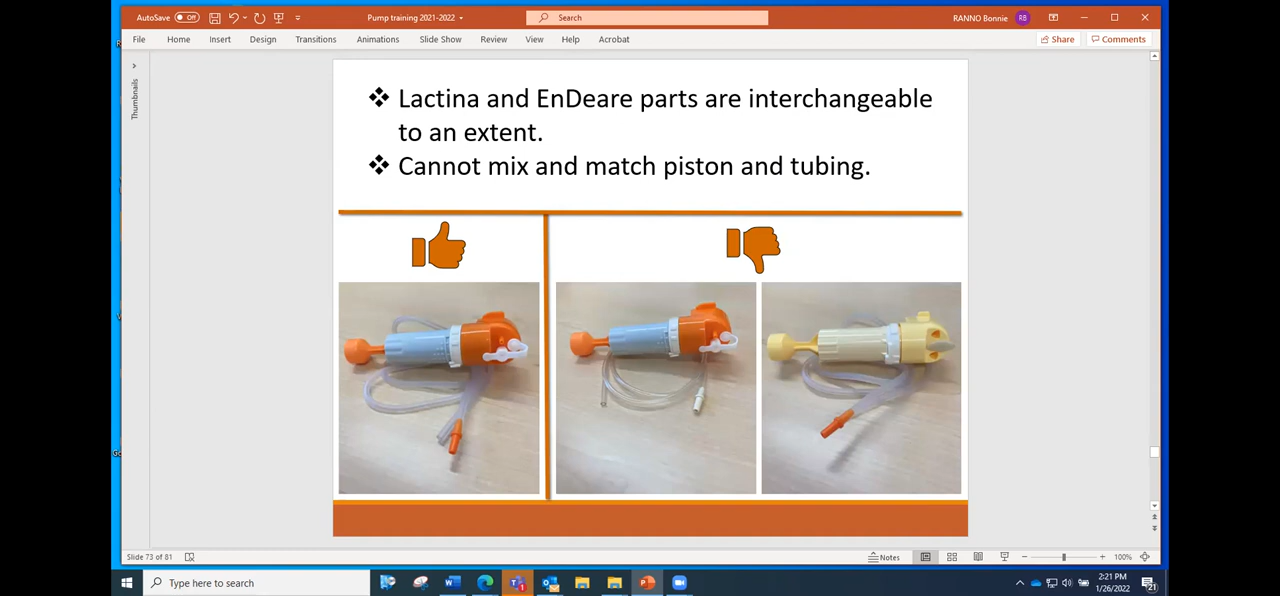 AutoSave
Off
Pump training 2021-2022
Search
RANNO Bonnie
RB
File
Home
Insert
Design
Transitions
Animations
Slide Show
Review
View
Help
Acrobat
Share
Comments
Thumbnails
❖ Lactina and EnDeare parts are interchangeable
to an extent.
❖ Cannot mix and match piston and tubing.
Slide 73 of 81
Notes
100%
Type here to search
2:21 PM
1/26/2022
21